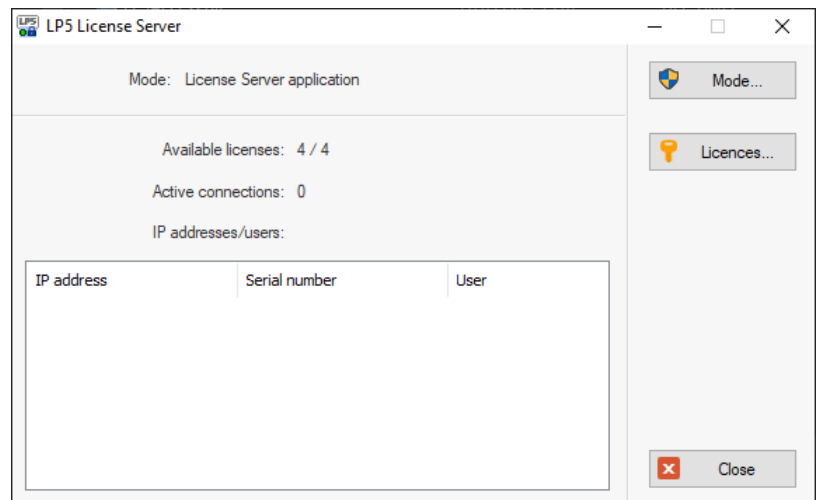 LP5 LP5 License Server
Mode: License Server application
Mode...
Available licenses: 4 / 4
Licences...
Active connections: 0
IP addresses/users:
IP address Serial number User
Close